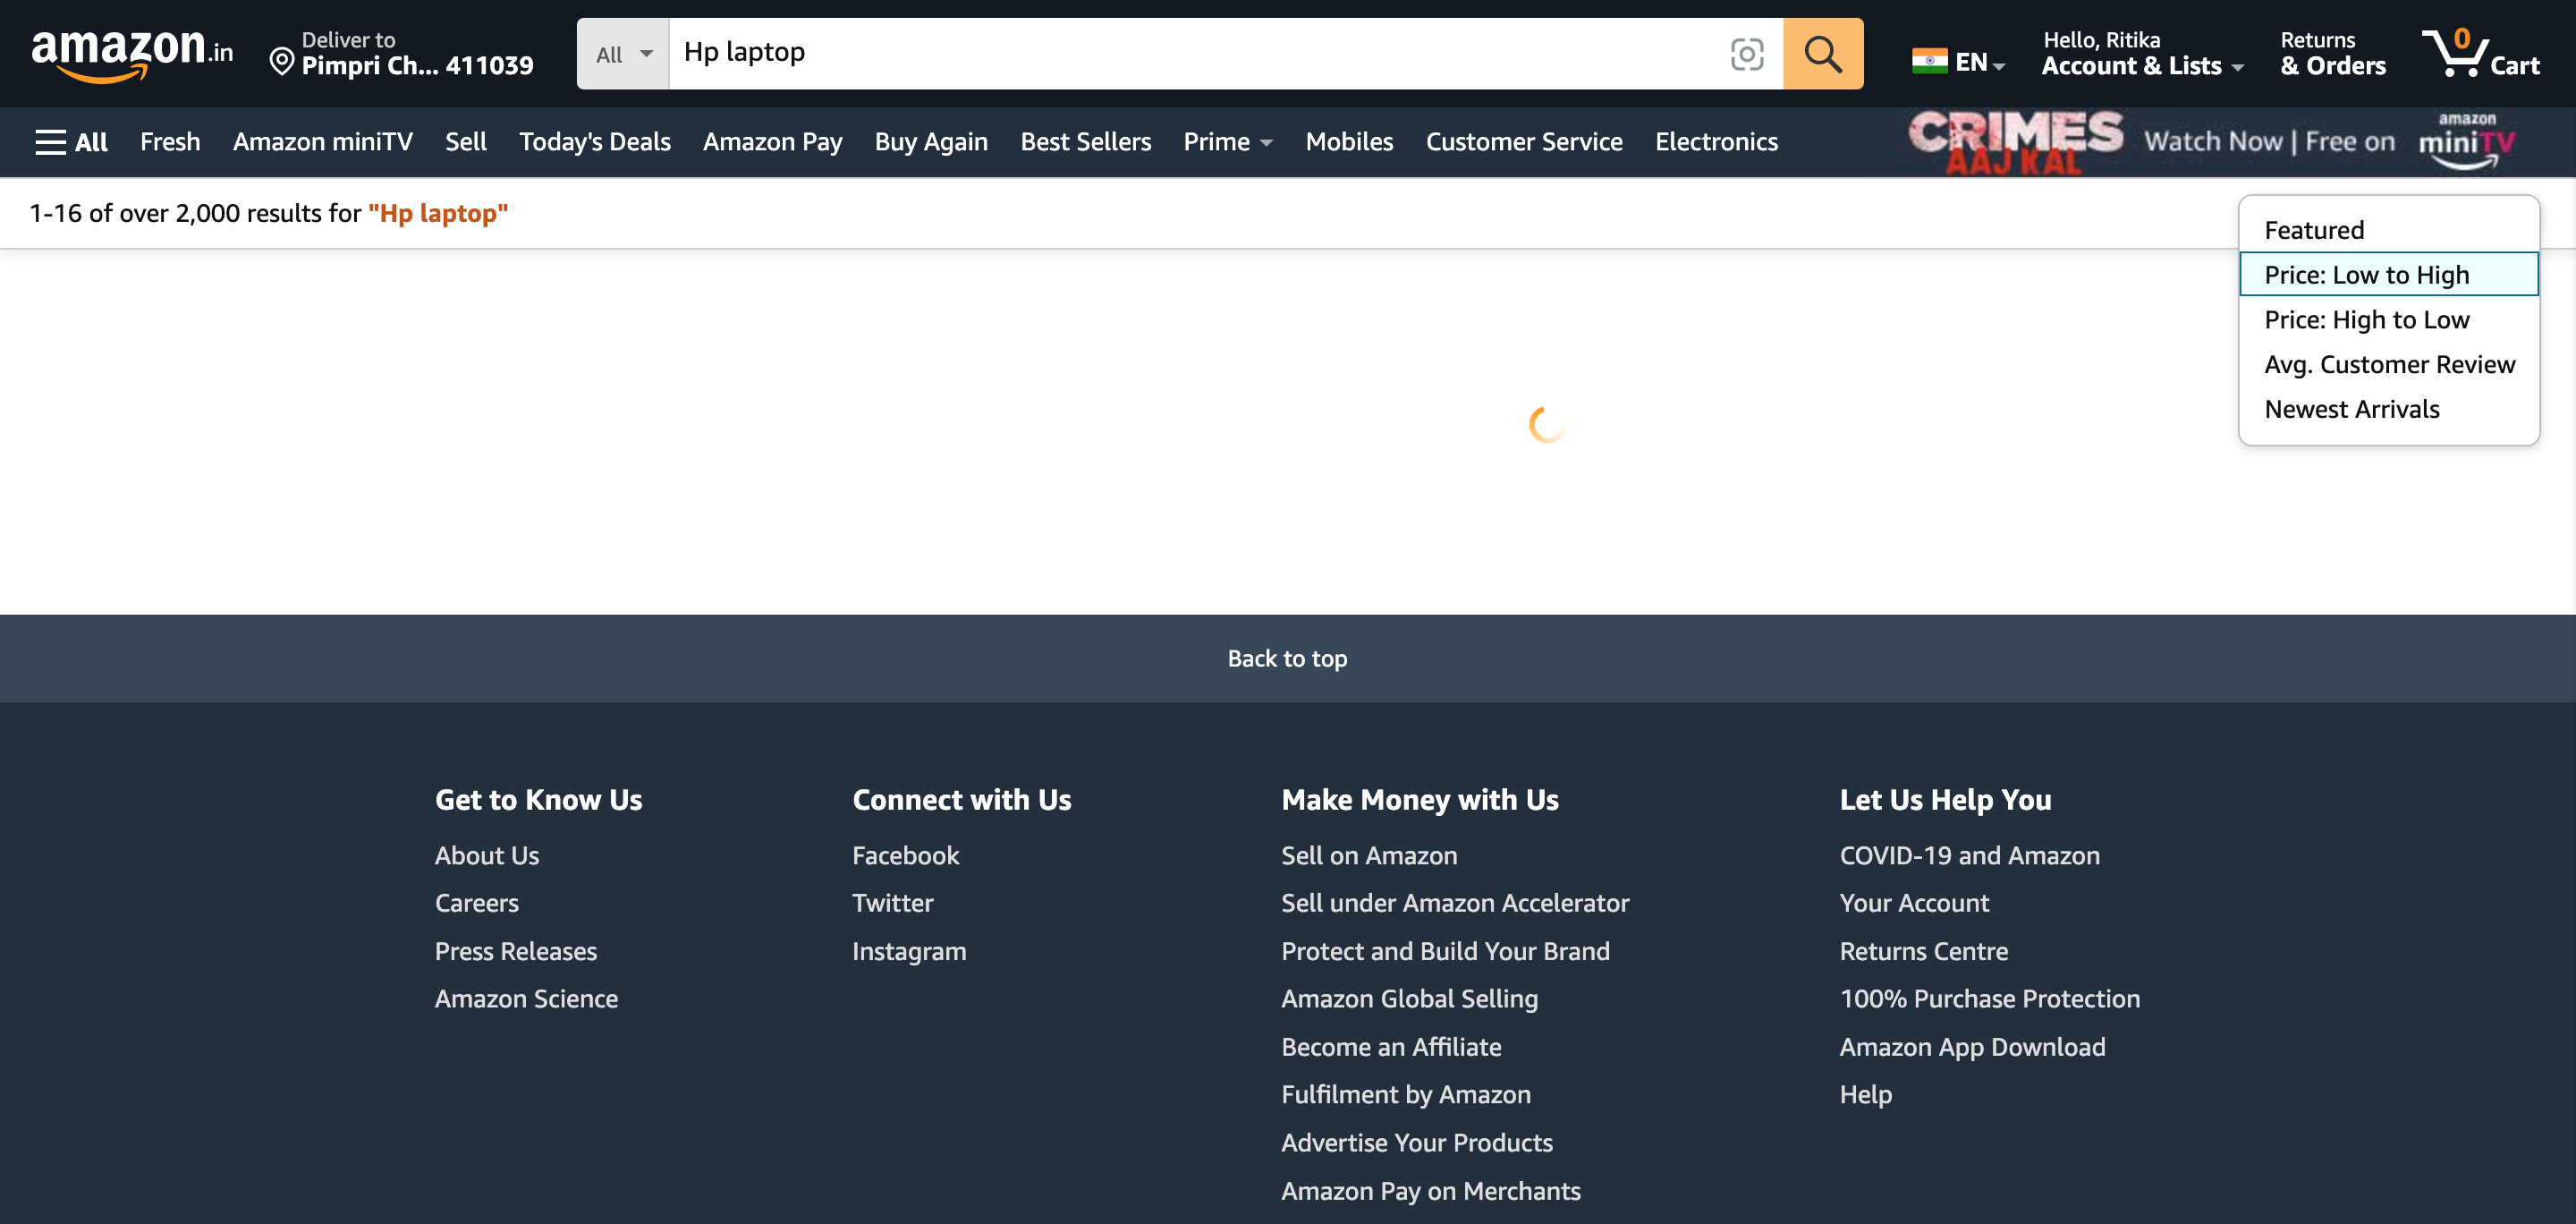 amazon.in
Deliver to
Pimpri Ch... 411039
All
Hp laptop
EN
Hello, Ritika
Account & Lists
Returns
& Orders
0
Cart
All
Fresh
Amazon miniTV
Sell
Today's Deals
Amazon Pay
Buy Again
Best Sellers
Prime
Mobiles
Customer Service
Electronics
CRIMES
AAJ KAL
Watch Now | Free on
amazon
miniTV
1-16 of over 2,000 results for "Hp laptop"
Featured
Price: Low to High
Price: High to Low
Avg. Customer Review
Newest Arrivals
Back to top
Get to Know Us
About Us
Careers
Press Releases
Amazon Science
Connect with Us
Facebook
Twitter
Instagram
Make Money with Us
Sell on Amazon
Sell under Amazon Accelerator
Protect and Build Your Brand
Amazon Global Selling
Become an Affiliate
Fulfilment by Amazon
Advertise Your Products
Amazon Pay on Merchants
Let Us Help You
COVID-19 and Amazon
Your Account
Returns Centre
100% Purchase Protection
Amazon App Download
Help